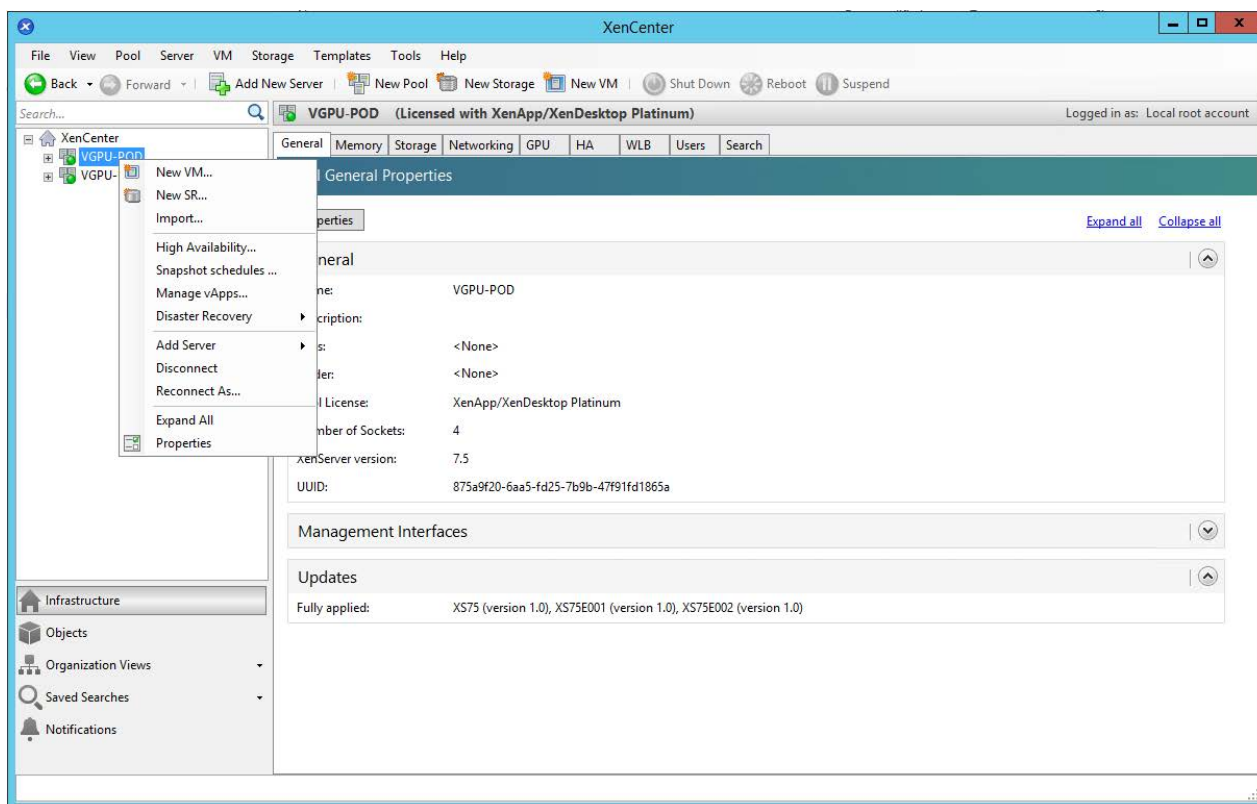 XenCenter
File View Pool Server VM Storage Templates Tools Help
Back Forward Add New Server New Pool New Storage New VM Shut Down Reboot Suspend
Search...
VGPU-POD (Licensed with XenApp/XenDesktop Platinum) Logged in as: Local root account
XenCenter
VGPU-POD
VGPU-
General Memory Storage Networking GPU HA WLB Users Search
General Properties
New VM...
New SR...
Import...
High Availability...
Snapshot schedules ...
Manage vApps...
Disaster Recovery
Add Server
Disconnect
Reconnect As...
Expand All
Properties
perties Expand all Collapse all
neral
me: VGPU-POD
cription:
s: <None>
der: <None>
l License: XenApp/XenDesktop Platinum
mber of Sockets: 4
XenServer version: 7.5
UUID: 875a9f20-6aa5-fd25-7b9b-47f91fd1865a
Management Interfaces
Updates
Fully applied: XS75 (version 1.0), XS75E001 (version 1.0), XS75E002 (version 1.0)
Infrastructure
Objects
Organization Views
Saved Searches
Notifications